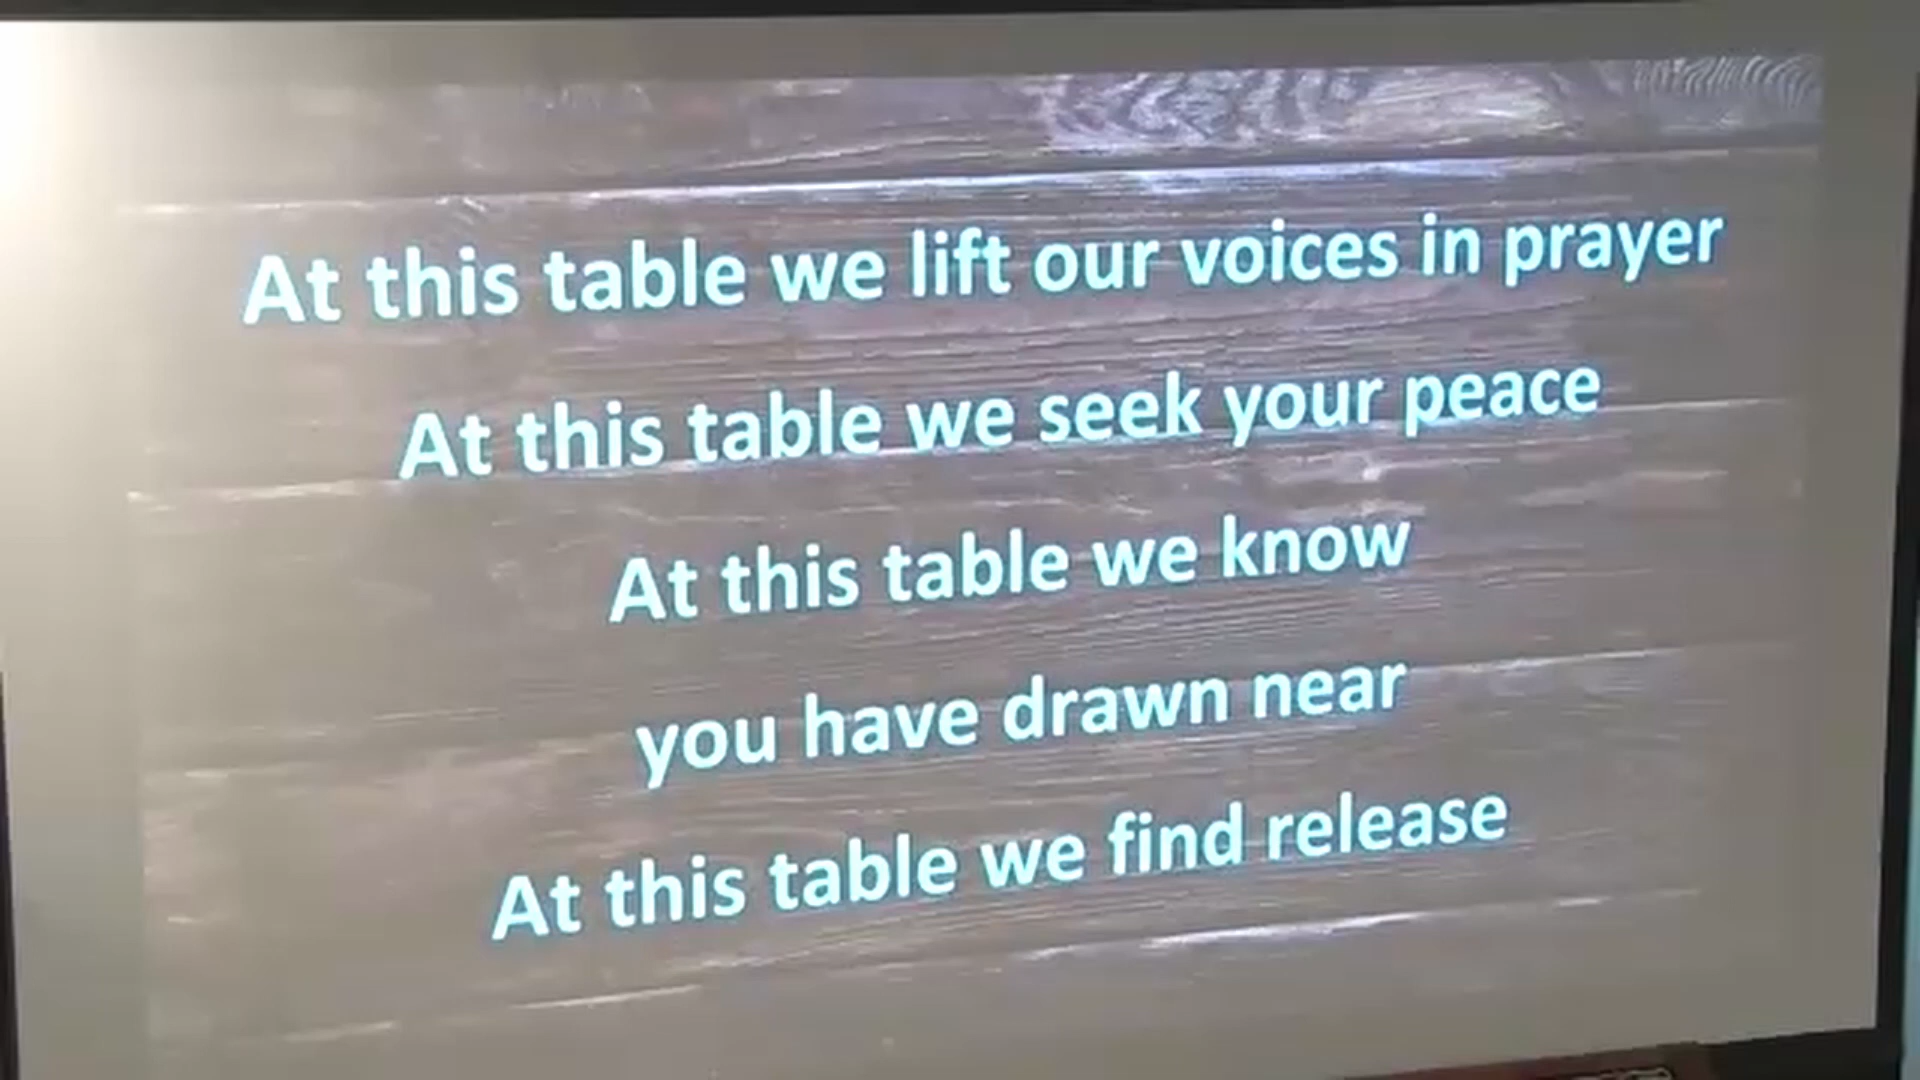 At this table we lift our voices in prayer
At this table we seek your peace
At this table we know
you have drawn near
At this table we find release